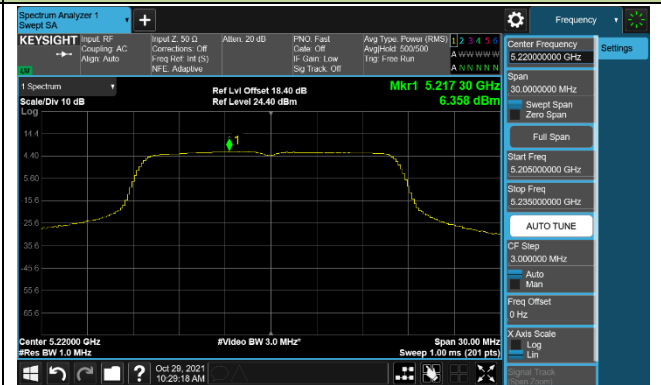 Spectrum Analyzer 1
Swept SA
+
Frequency
KEYSIGHT
Input: RF
Coupling: AC
Align: Auto
Input Z: 50 Ω
Corrections: Off
Freq Ref: Int (S)
NFE: Adaptive
Atten: 20 dB
PNO: Fast
Gate: Off
IF Gain: Low
Sig Track: Off
Avg Type: Power (RMS)
Avg|Hold: 500/500
Trig: Free Run
1 2 3 4 5 6
A W W W W W
A N N N N N
1 Spectrum
Scale/Div 10 dB
Log
Ref Lvl Offset 18.40 dB
Ref Level 24.40 dBm
Mkr1 5.217 30 GHz
6.358 dBm
1
14.4
4.40
-5.60
-15.6
-25.6
-35.6
-45.6
-55.6
-65.6
Center 5.22000 GHz
#Res BW 1.0 MHz
#Video BW 3.0 MHz*
Span 30.00 MHz
Sweep 1.00 ms (201 pts)
Center Frequency
5.220000000 GHz
Settings
Span
30.0000000 MHz
Swept Span
Zero Span
Full Span
Start Freq
5.205000000 GHz
Stop Freq
5.235000000 GHz
AUTO TUNE
CF Step
3.000000 MHz
Auto
Man
Freq Offset
0 Hz
X Axis Scale
Log
Lin
Signal Track
(Span Zoom)
?
Oct 29, 2021
10:29:18 AM